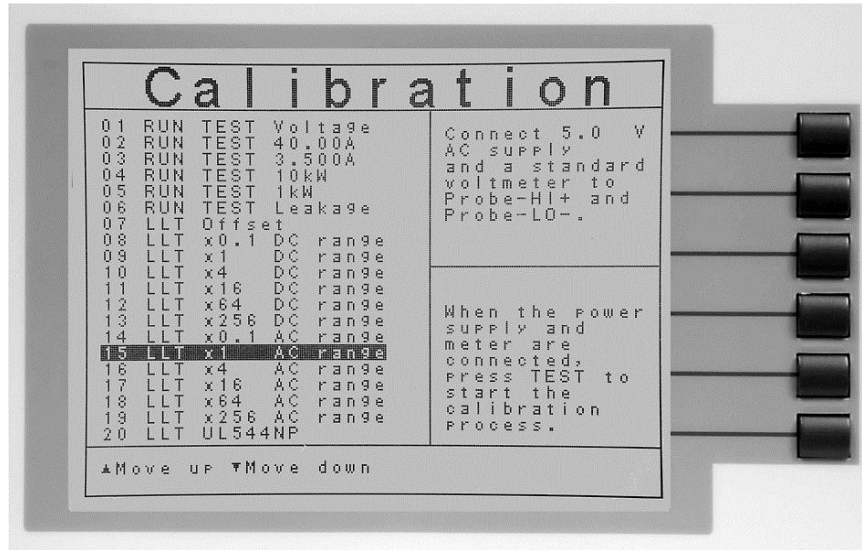 Calibration
01 RUN TEST Voltage
02 RUN TEST 40.00A
03 RUN TEST 3.500A
04 RUN TEST 10kW
05 RUN TEST 1kW
06 RUN TEST Leakage
07 LLT Offset
08 LLT x0.1 DC range
09 LLT x1 DC range
10 LLT x4 DC range
11 LLT x16 DC range
12 LLT x64 DC range
13 LLT x256 DC range
14 LLT x0.1 AC range
15 LLT x1 AC range
16 LLT x4 AC range
17 LLT x16 AC range
18 LLT x64 AC range
19 LLT x256 AC range
20 LLT UL544NP
Connect 5.0 V
AC supply
and a standard
voltmeter to
Probe-HI+ and
Probe-LO-.
When the power
supply and
meter are
connected,
press TEST to
start the
calibration
process.
▲Move up ▼Move down